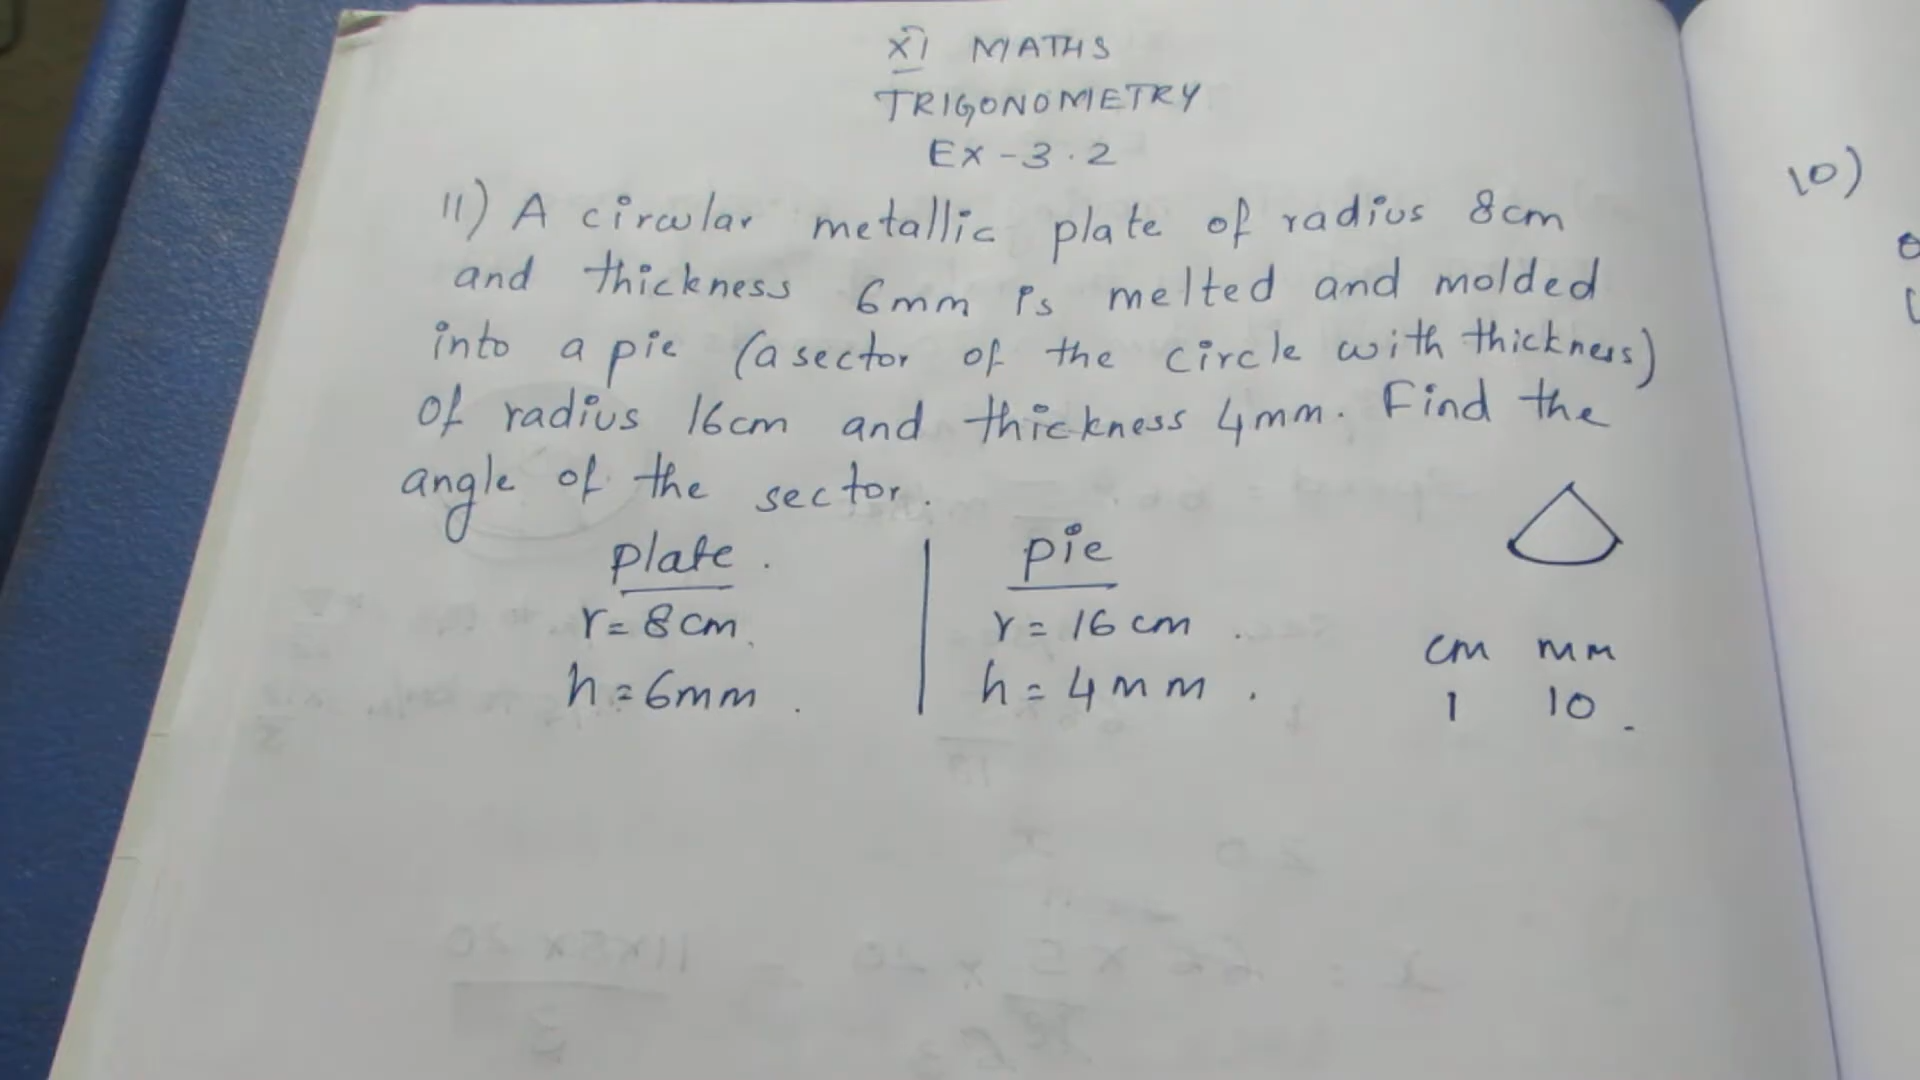 XI MATHS
TRIGONOMETRY
EX-3.2
11) A circular metallic plate of radius 8cm
and thickness 6mm is melted and molded
into a pie (a sector of the circle with thickness)
of radius 16cm and thickness 4mm. Find the
angle of the sector.
plate. pie
r=8cm. r=16cm.
h=6mm. h=4mm.
cm mm
1 10.
10)